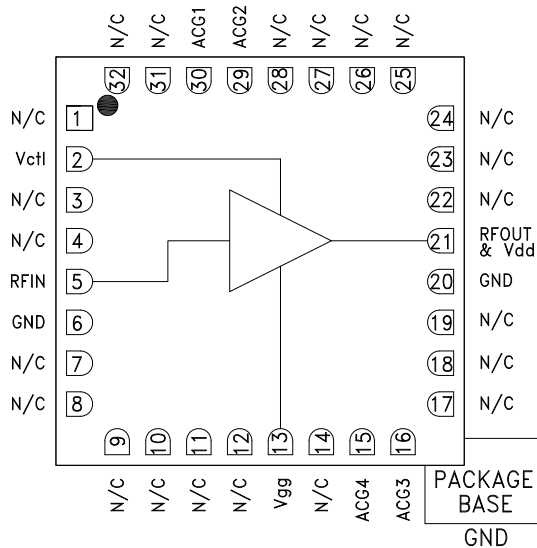 N/C N/C ACG1 ACG2 N/C N/C N/C N/C
32 31 30 29 28 27 26 25
N/C 1 24 N/C
Vctl 2 23 N/C
N/C 3 22 N/C
N/C 4 21 RFOUT & Vdd
RFIN 5 20 GND
GND 6 19 N/C
N/C 7 18 N/C
N/C 8 17 N/C
9 10 11 12 13 14 15 16
N/C N/C N/C N/C Vgg N/C ACG4 ACG3
PACKAGE
BASE
GND